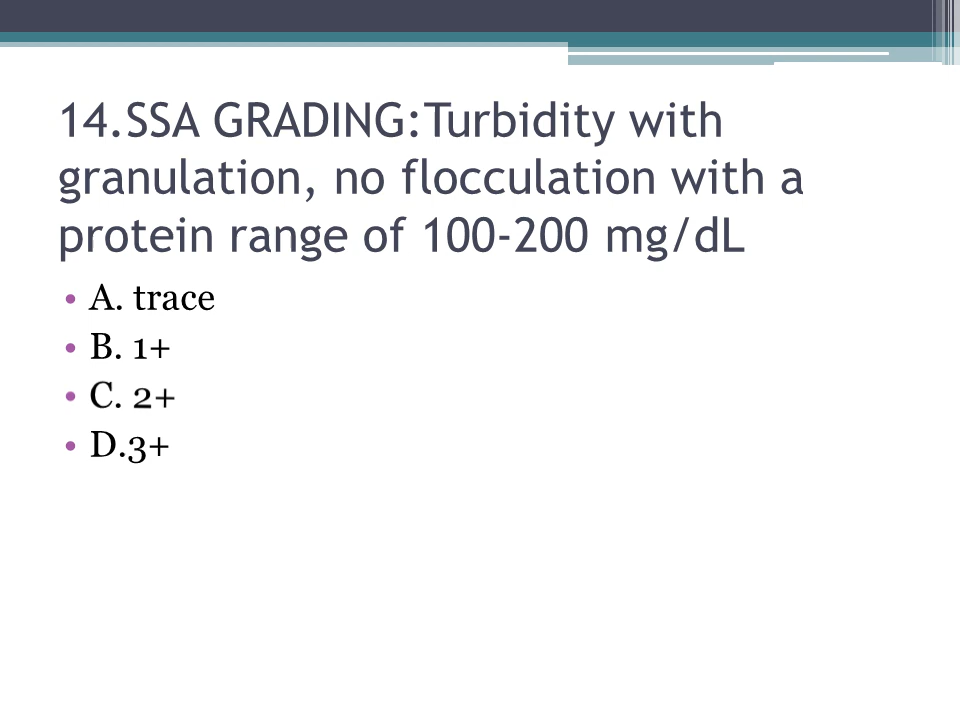 14.SSA GRADING:Turbidity with
granulation, no flocculation with a
protein range of 100-200 mg/dL
• A. trace
• B. 1+
• C. 2+
• D.3+